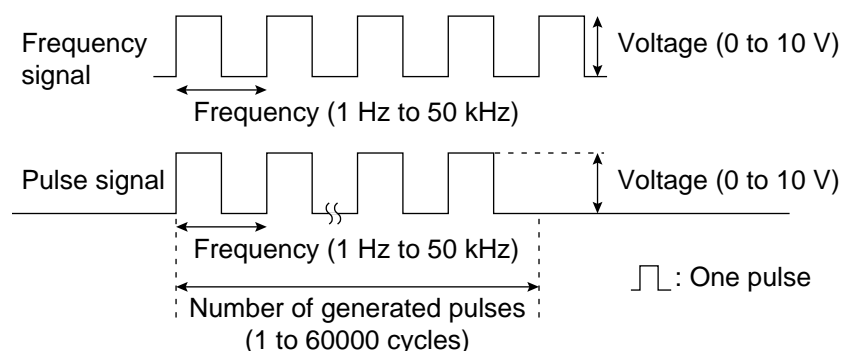 Frequency
signal
Voltage (0 to 10 V)
Frequency (1 Hz to 50 kHz)
Pulse signal
Voltage (0 to 10 V)
Frequency (1 Hz to 50 kHz)
: One pulse
Number of generated pulses
(1 to 60000 cycles)